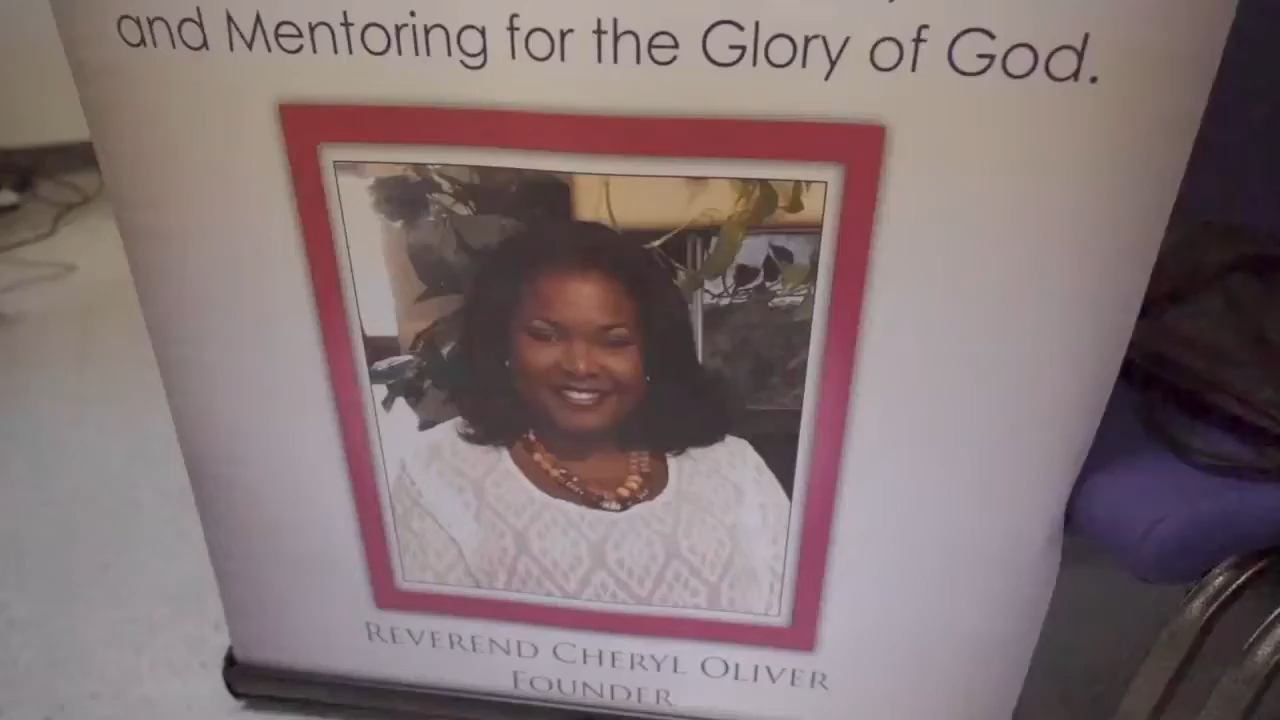 and Mentoring for the Glory of God.
REVEREND CHERYL OLIVER
FOUNDER